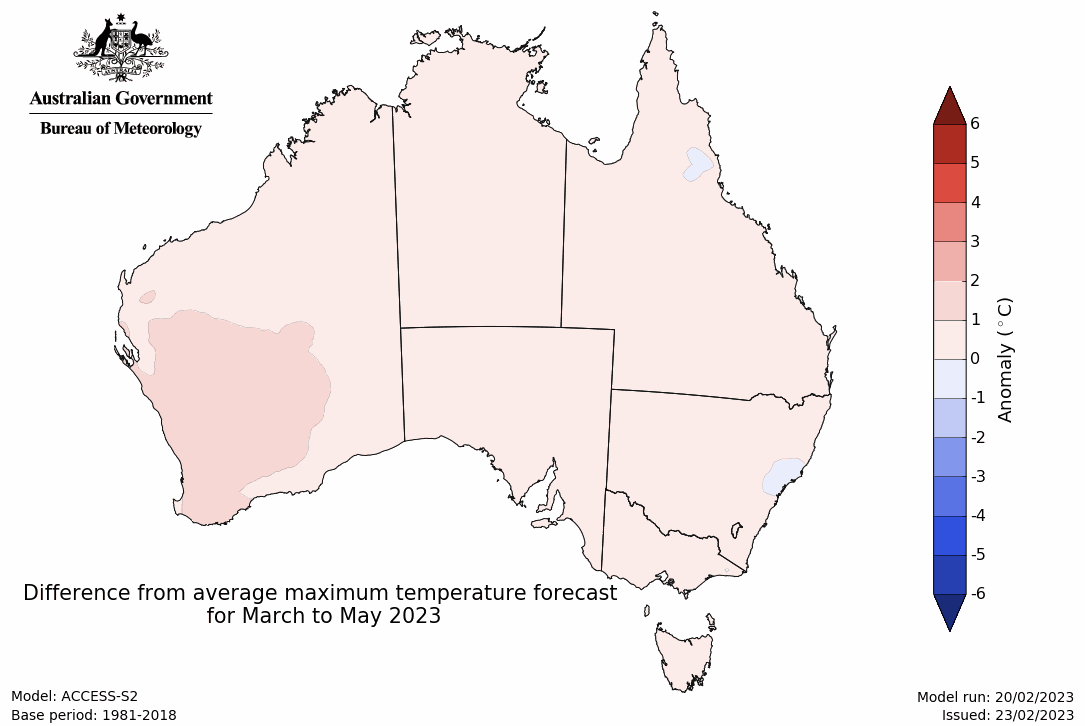 Australian Government
Bureau of Meteorology
6
5
4
3
2
1
0
-1
-2
-3
-4
-5
-6
Anomaly (°C)
Difference from average maximum temperature forecast
for March to May 2023
Model: ACCESS-S2
Base period: 1981-2018
Model run: 20/02/2023
Issued: 23/02/2023